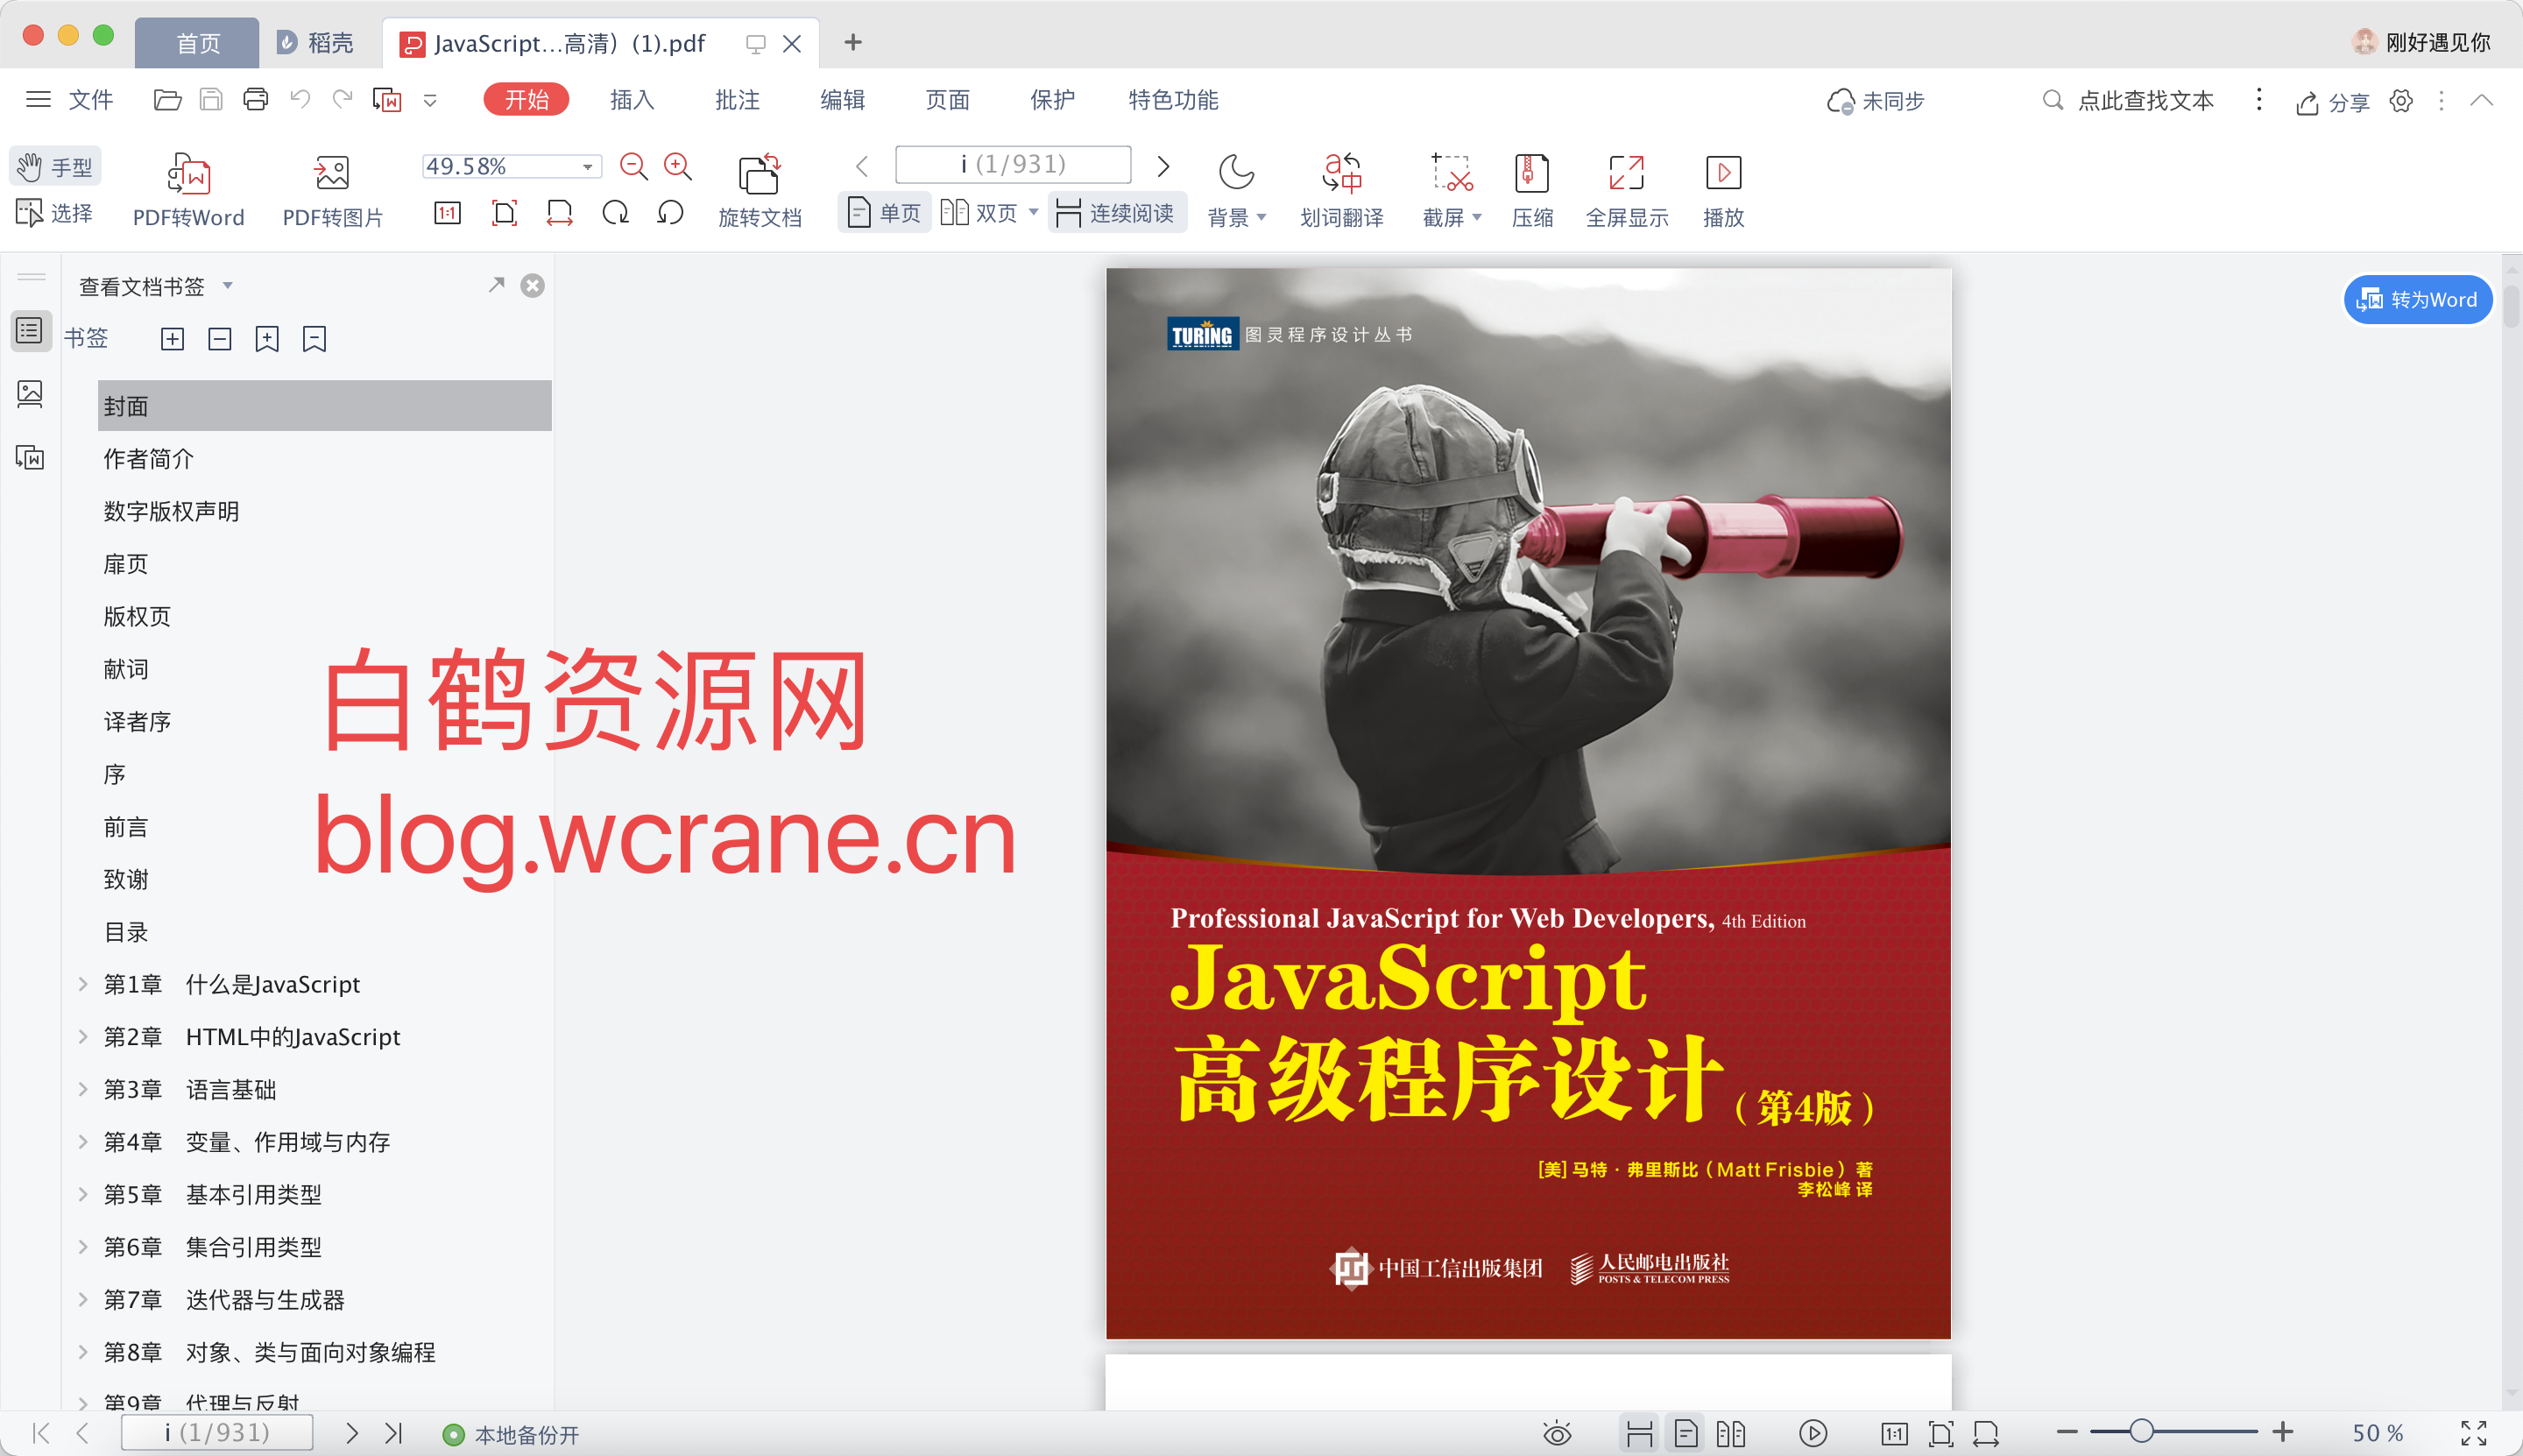 首页
稻壳
JavaScript...高清）(1).pdf
刚好遇见你
文件
开始
插入
批注
编辑
页面
保护
特色功能
未同步
点此查找文本
分享
手型
选择
PDF转Word
PDF转图片
49.58%
1:1
旋转文档
i (1/931)
单页
双页
连续阅读
背景
划词翻译
截屏
压缩
全屏显示
播放
查看文档书签
书签
封面
作者简介
数字版权声明
扉页
版权页
献词
译者序
序
前言
致谢
目录
第1章 什么是JavaScript
第2章 HTML中的JavaScript
第3章 语言基础
第4章 变量、作用域与内存
第5章 基本引用类型
第6章 集合引用类型
第7章 迭代器与生成器
第8章 对象、类与面向对象编程
第9章 代理与反射
白鹤资源网
blog.wcrane.cn
转为Word
TURING 图灵程序设计丛书
Professional JavaScript for Web Developers, 4th Edition
JavaScript
高级程序设计（第4版）
[美] 马特·弗里斯比（Matt Frisbie）著
李松峰 译
中国工信出版集团
人民邮电出版社
POSTS & TELECOM PRESS
i (1/931)
本地备份开
1:1
50 %